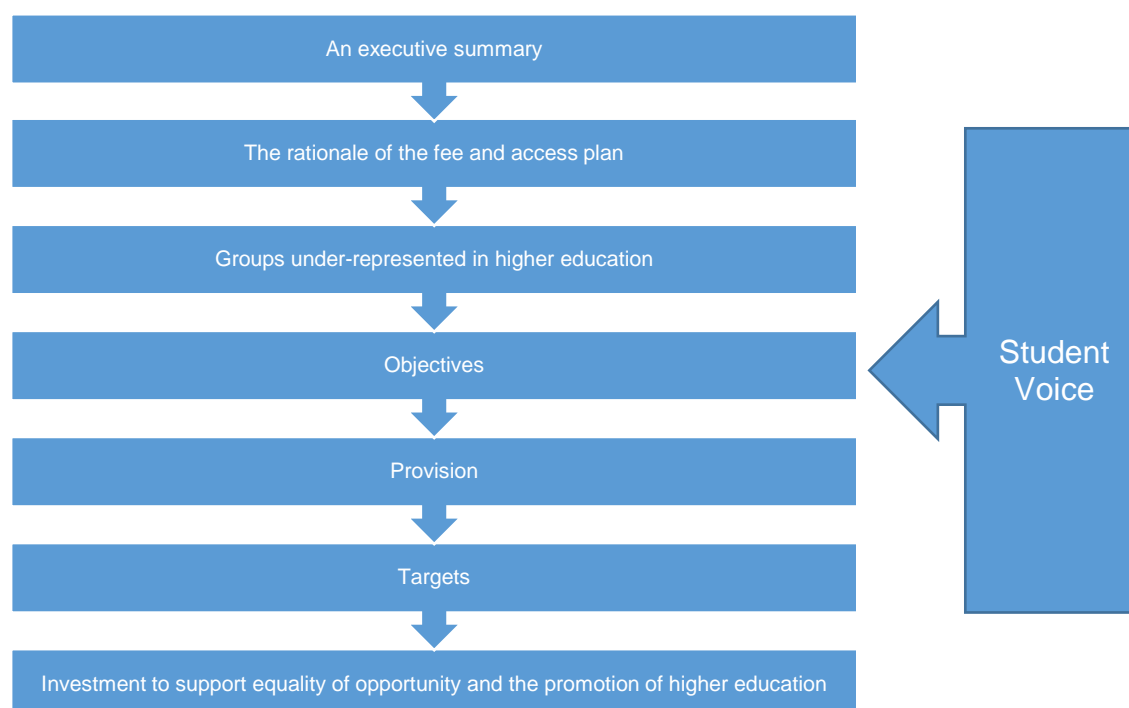 An executive summary
The rationale of the fee and access plan
Groups under-represented in higher education
Objectives
Provision
Targets
Investment to support equality of opportunity and the promotion of higher education
Student
Voice